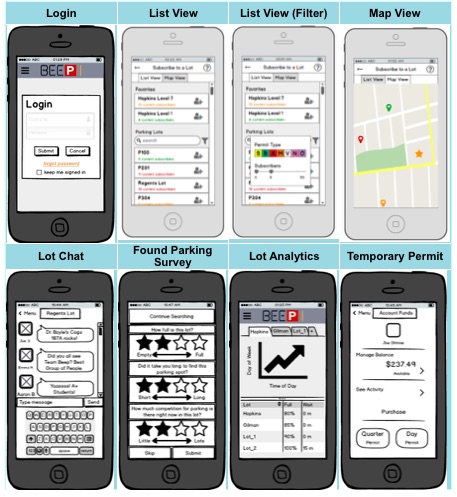 Login
List View
List View (Filter)
Map View
BEEP
Login
Submit
Cancel
forgot password
keep me signed-in
Subscribe to a Lot
List View Map View
Favorites
Hopkins Level 7
Hopkins Level 1
Parking Lots
search
P100
P201
Regents Lot
P204
Subscribe to a Lot
List View Map View
Favorites
Hopkins Level 7
Hopkins Level 1
Parking Lots
search
Permit Type
Subscribers
P204
Subscribe to a Lot
List View Map View
Lot Chat
Found Parking
Survey
Lot Analytics
Temporary Permit
Menu
Regents Lot
Dr Boyle's Cogs
187A rocks!
Did you all see
Team Beep? Best
Group of People.
Yaaaaas! Av
Students!
Type message
Send
space
return
Continue Searching
How full is this lot?
Empty Full
Did it take you long to find this
parking spot?
Short Long
How much competition for parking is
there right now in this lot?
Little Lots
Skip
Submit
BEEP
Hopkins Gilman Lot_1 +
Day of Week
Time of Day
Lot Full Wait
Hopkins 80% 0 m
Gilman 85% 0 m
Lot_1 90% 0 m
Lot_2 100% 15 m
Menu
Account Funds
Manage Balance
$237.49
Available
See Activity
Purchase
Quarter
Permit
Day
Permit